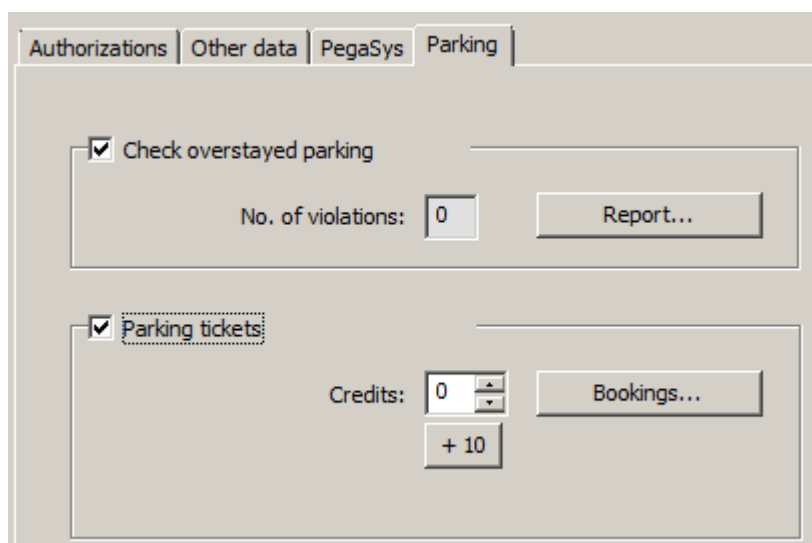 Authorizations Other data PegaSys Parking
Check overstayed parking
No. of violations: 0 Report...
Parking tickets
Credits: 0 Bookings...
+ 10